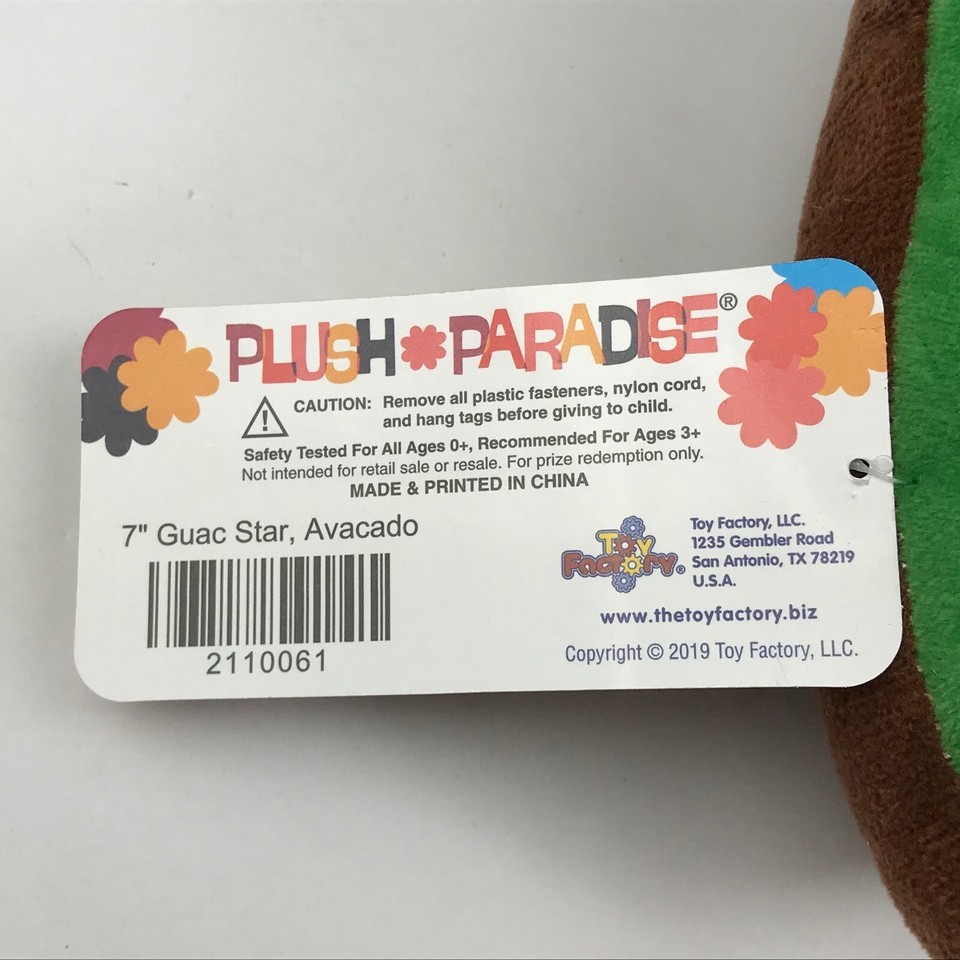 PLUSH PARADISE®
CAUTION: Remove all plastic fasteners, nylon cord,
and hang tags before giving to child.
Safety Tested For All Ages 0+, Recommended For Ages 3+
Not intended for retail sale or resale. For prize redemption only.
MADE & PRINTED IN CHINA
7" Guac Star, Avacado
2110061
Toy
Factory®
Toy Factory, LLC.
1235 Gembler Road
San Antonio, TX 78219
U.S.A.
www.thetoyfactory.biz
Copyright © 2019 Toy Factory, LLC.